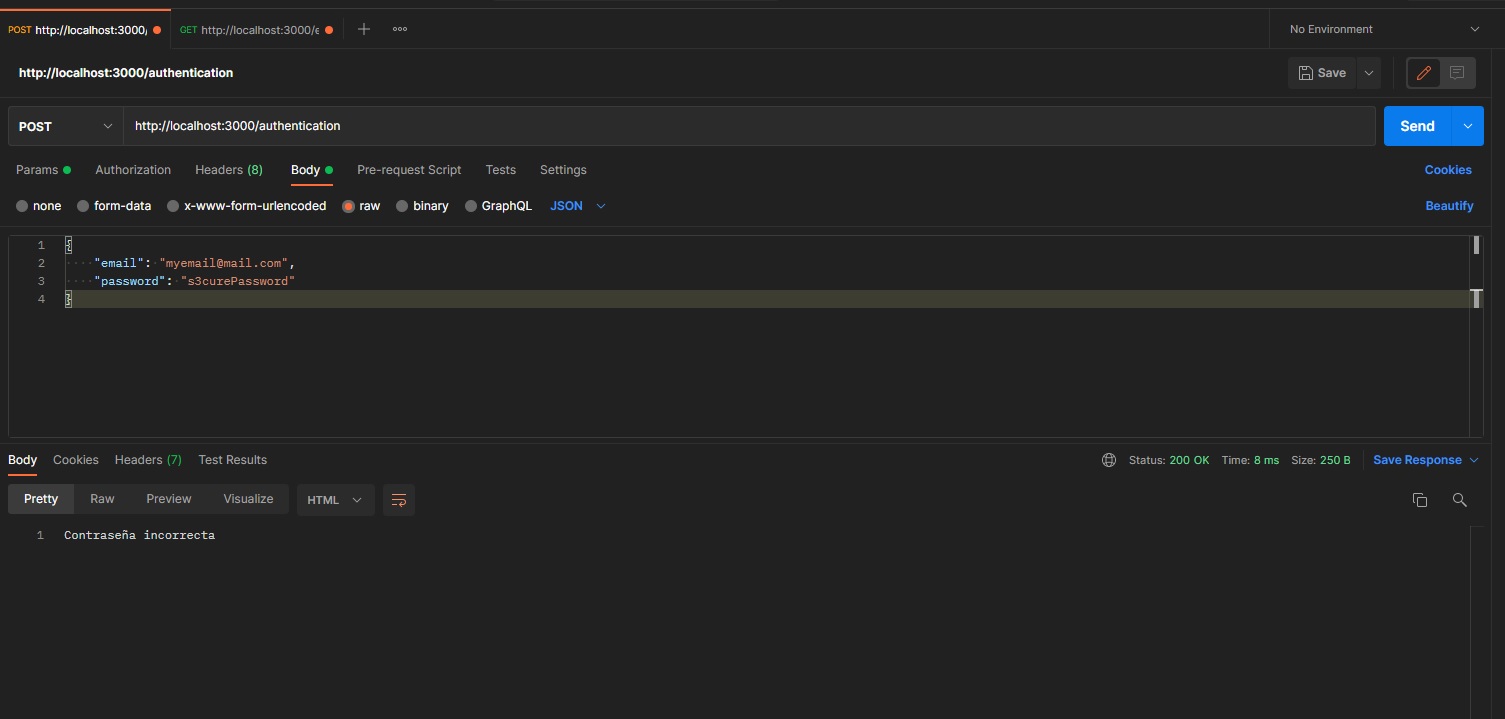 POST http://localhost:3000/ GET http://localhost:3000/e No Environment
http://localhost:3000/authentication Save
POST http://localhost:3000/authentication Send
Params Authorization Headers (8) Body Pre-request Script Tests Settings Cookies
none form-data x-www-form-urlencoded raw binary GraphQL JSON Beautify
1 {
2 "email": "myemail@mail.com",
3 "password": "s3curePassword"
4 }
Body Cookies Headers (7) Test Results Status: 200 OK Time: 8 ms Size: 250 B Save Response
Pretty Raw Preview Visualize HTML
1 Contraseña incorrecta